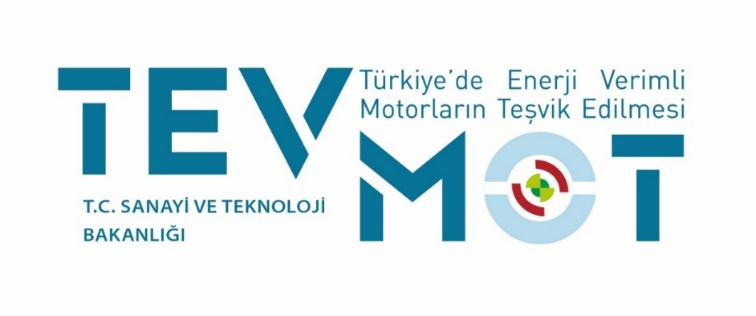 TEV
Türkiye'de Enerji Verimli
Motorların Teşvik Edilmesi
MOT
T.C. SANAYİ VE TEKNOLOJİ
BAKANLIĞI